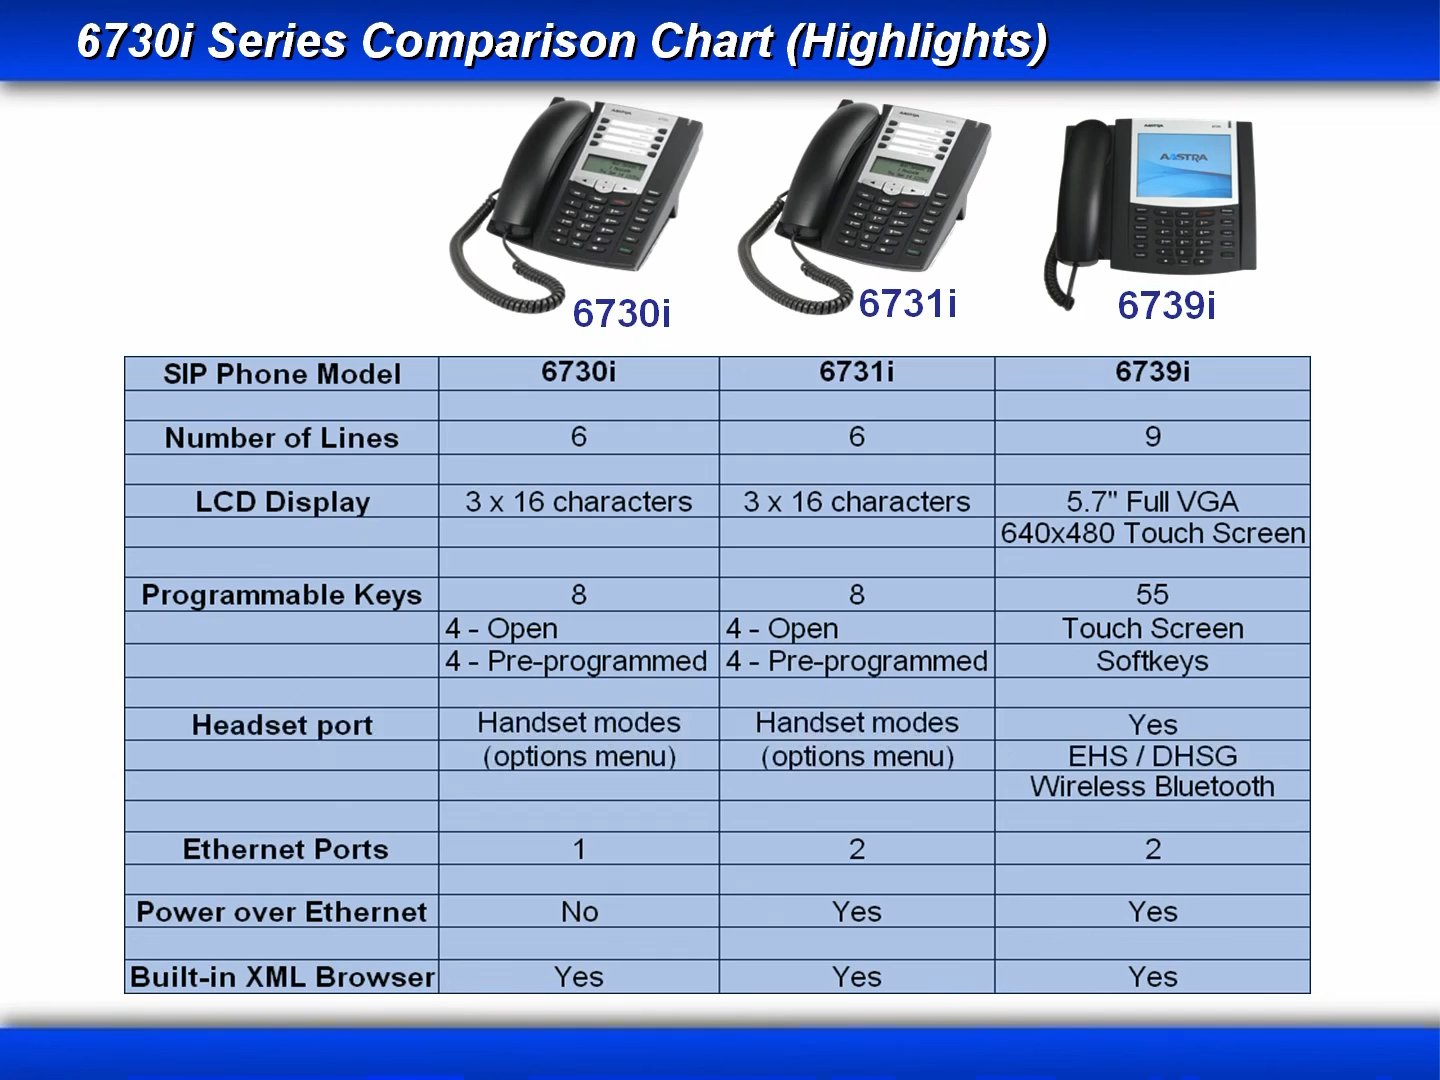 6730i Series Comparison Chart (Highlights)
AASTRA
6730i
6731i
6739i
SIP Phone Model 6730i 6731i 6739i
Number of Lines 6 6 9
LCD Display 3 x 16 characters 3 x 16 characters 5.7" Full VGA
640x480 Touch Screen
Programmable Keys 8 8 55
4 - Open 4 - Open Touch Screen
4 - Pre-programmed 4 - Pre-programmed Softkeys
Headset port Handset modes Handset modes Yes
(options menu) (options menu) EHS / DHSG
Wireless Bluetooth
Ethernet Ports 1 2 2
Power over Ethernet No Yes Yes
Built-in XML Browser Yes Yes Yes